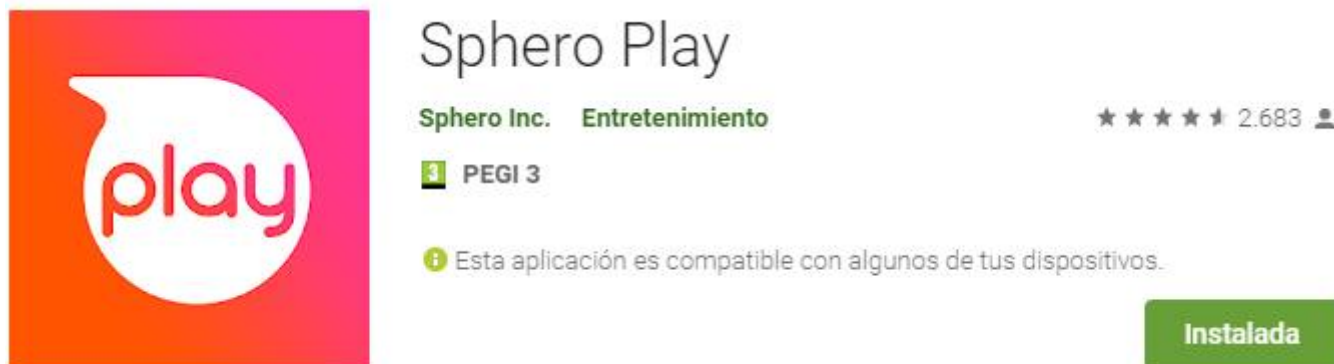 play
Sphero Play
Sphero Inc. Entretenimiento
2.683
3 PEGI 3
Esta aplicación es compatible con algunos de tus dispositivos.
Instalada